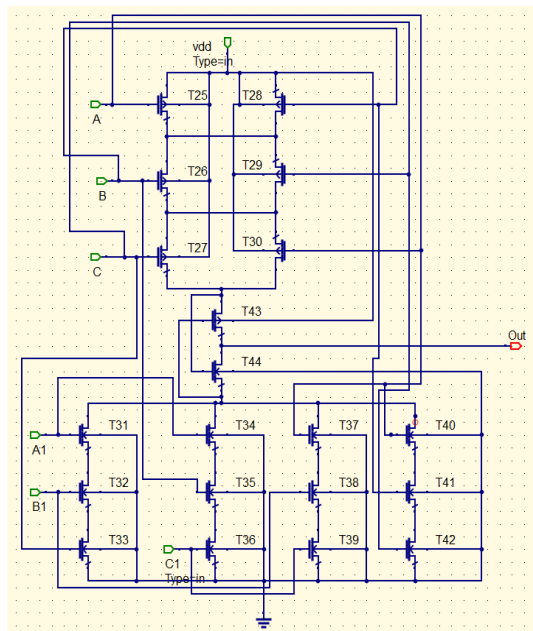 vdd
Type=in
T25 T28
A
T26 T29
B
T27 T30
C
T43
Out
T44
T31 T34 T37 T40
A1
T32 T35 T38 T41
B1
T33 T36 T39 T42
C1
Type=in